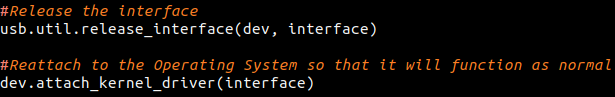 #Release the interface
usb.util.release_interface(dev, interface)
#Reattach to the Operating System so that it will function as normal
dev.attach_kernel_driver(interface)